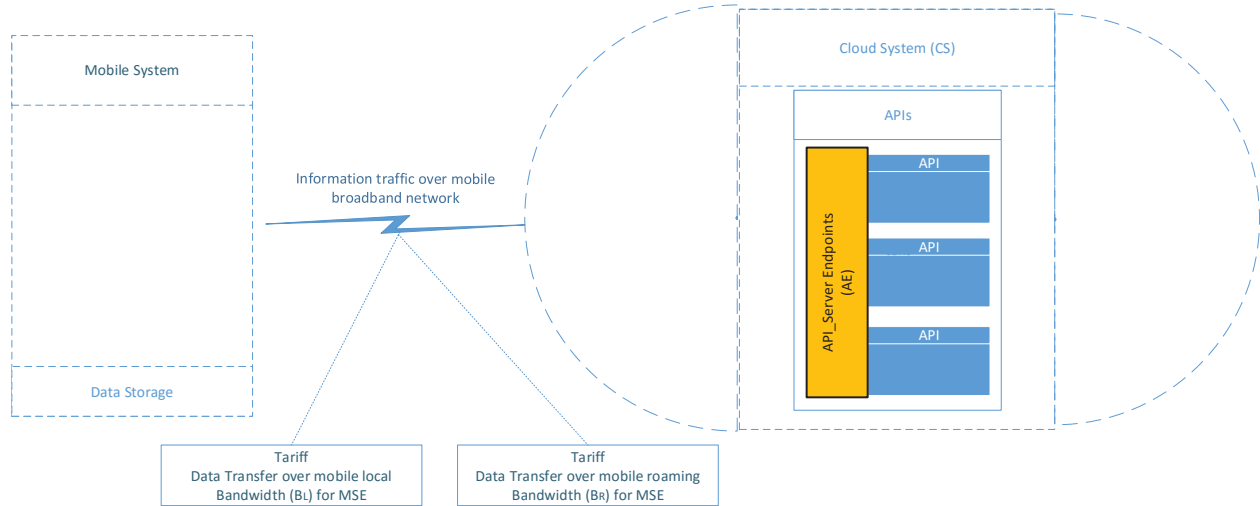 Mobile System
Data Storage
Information traffic over mobile
broadband network
Tariff
Data Transfer over mobile local
Bandwidth (BL) for MSE
Tariff
Data Transfer over mobile roaming
Bandwidth (BR) for MSE
Cloud System (CS)
APIs
API_Server Endpoints
(AE)
API
API
API